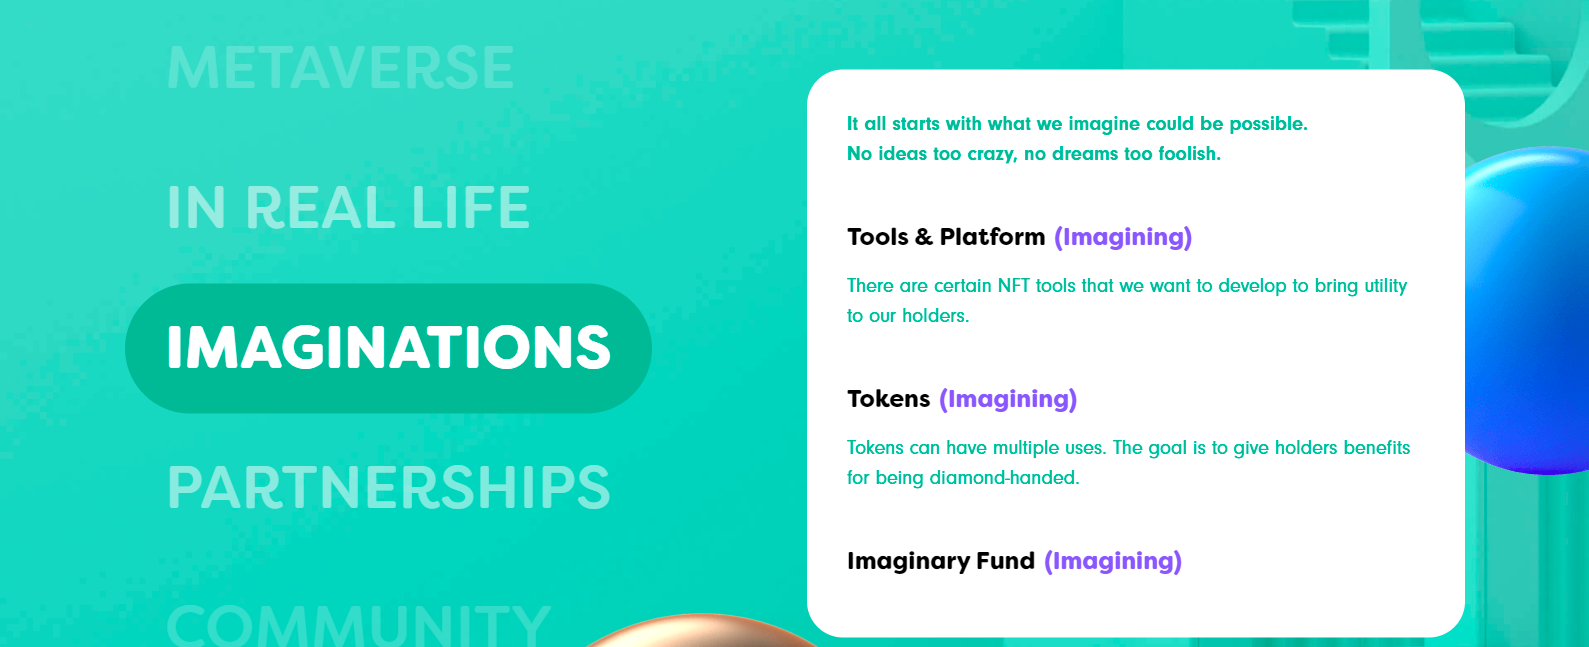 METAVERSE
IN REAL LIFE
IMAGINATIONS
PARTNERSHIPS
COMMUNITY
It all starts with what we imagine could be possible.
No ideas too crazy, no dreams too foolish.
Tools & Platform (Imagining)
There are certain NFT tools that we want to develop to bring utility
to our holders.
Tokens (Imagining)
Tokens can have multiple uses. The goal is to give holders benefits
for being diamond-handed.
Imaginary Fund (Imagining)